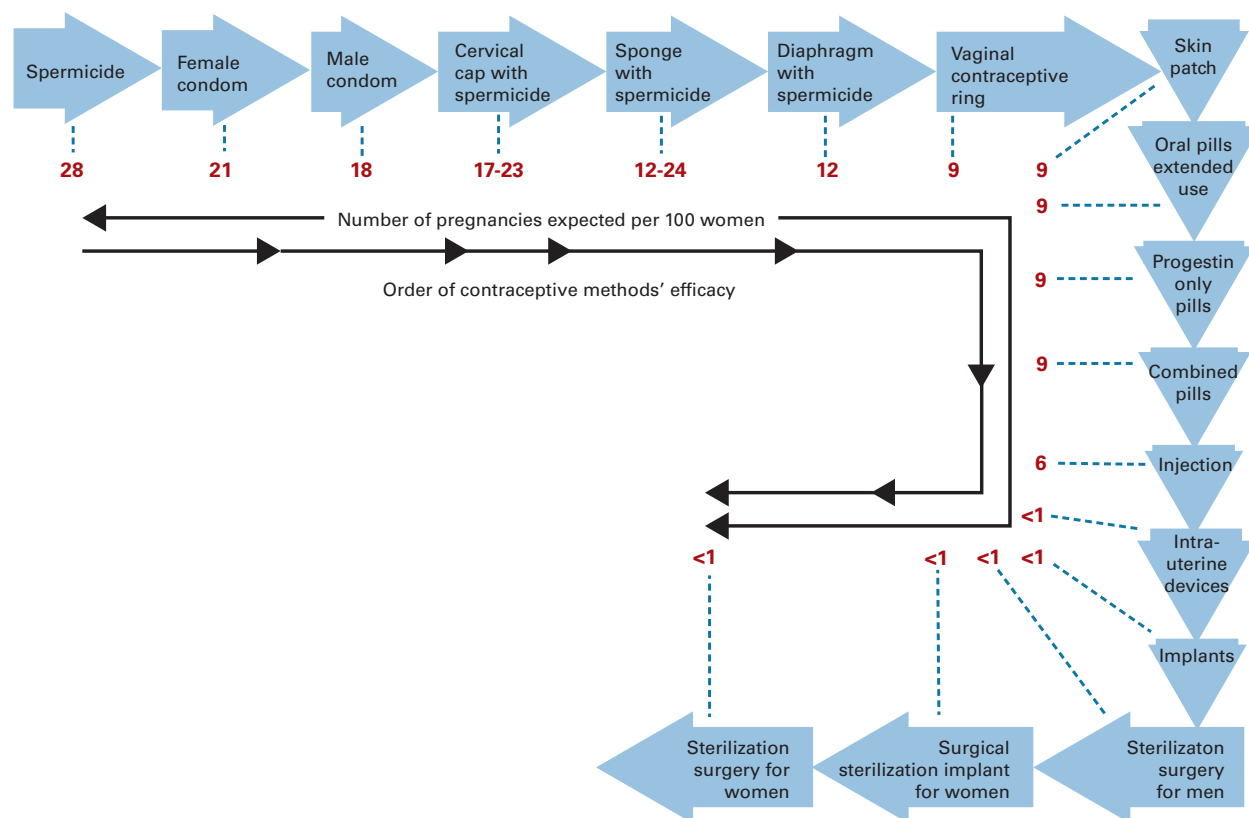 Spermicide
Female
condom
Male
condom
Cervical
cap with
spermicide
Sponge
with
spermicide
Diaphragm
with
spermicide
Vaginal
contraceptive
ring
Skin
patch
28
21
18
17-23
12-24
12
9
9
Oral pills
extended
use
9
Number of pregnancies expected per 100 women
Order of contraceptive methods’ efficacy
Progestin
only
pills
9
Combined
pills
9
Injection
6
Intra-
uterine
devices
<1
Implants
<1
<1
<1
<1
Sterilization
surgery for
women
Surgical
sterilization implant
for women
Sterilizaton
surgery
for men